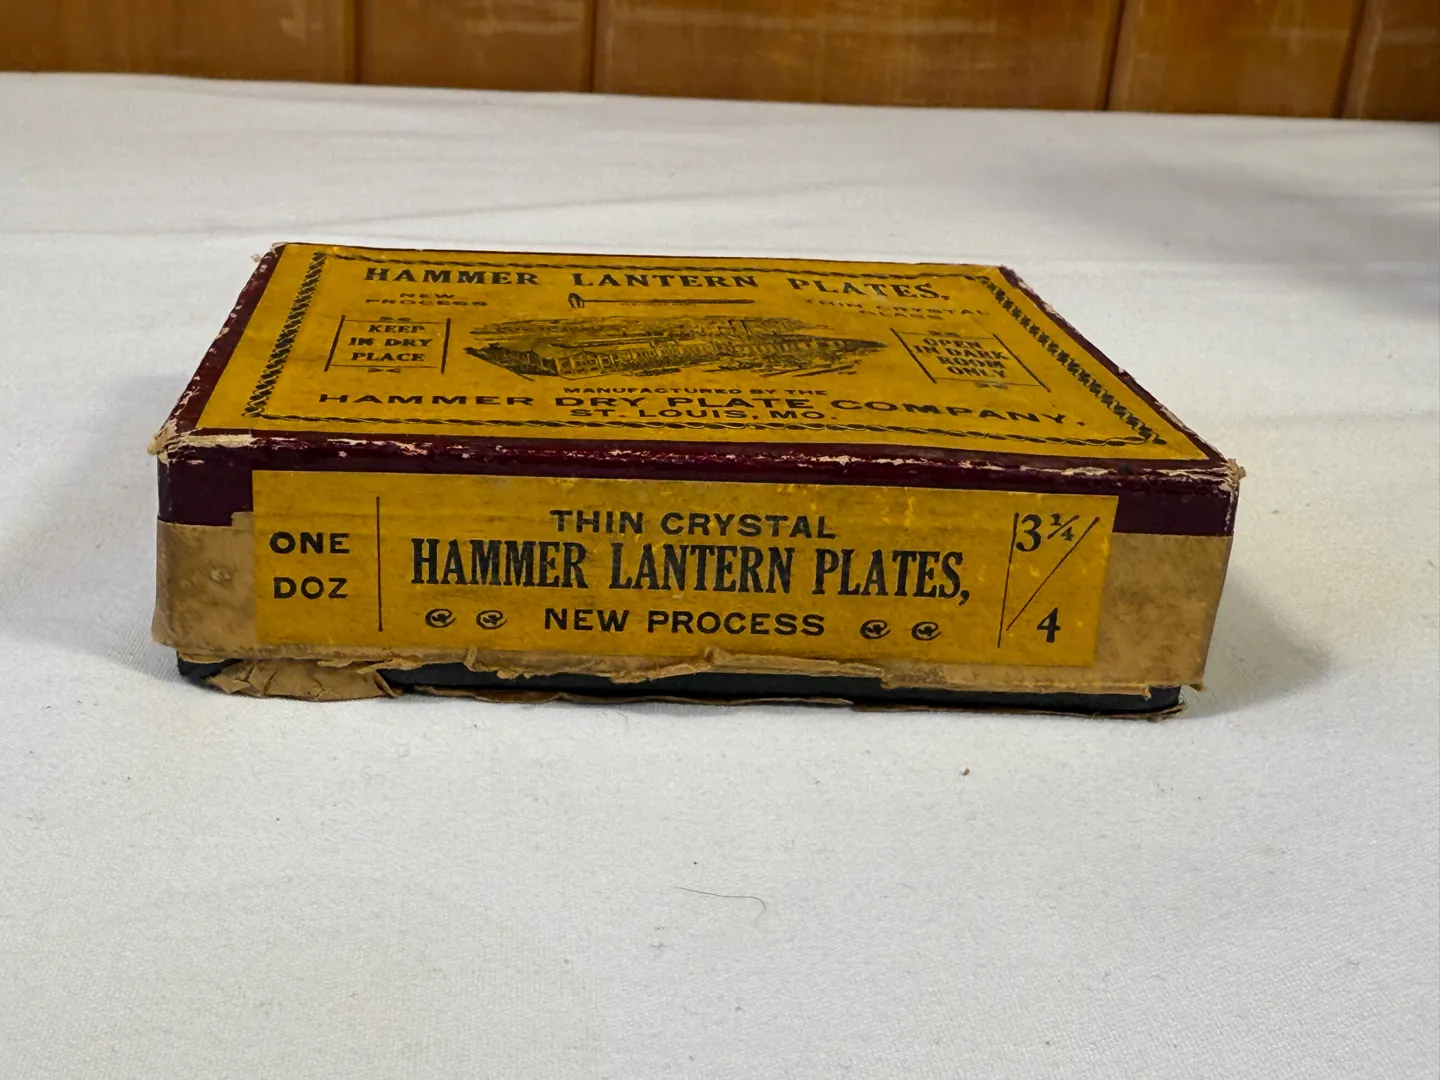 HAMMER LANTERN PLATES,
NEW
PROCESS
THIN CRYSTAL
GLASS
KEEP
IN DRY
PLACE
OPEN
IN DARK
ROOM
ONLY
MANUFACTURED BY THE
HAMMER DRY PLATE COMPANY.
ST. LOUIS, MO.
ONE
DOZ
THIN CRYSTAL
HAMMER LANTERN PLATES,
NEW PROCESS
3¼
4